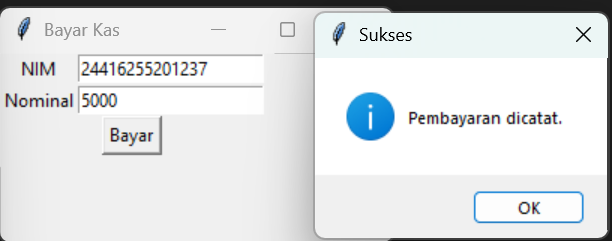 Bayar Kas
NIM 24416255201237
Nominal 5000
Bayar
Sukses
Pembayaran dicatat.
OK